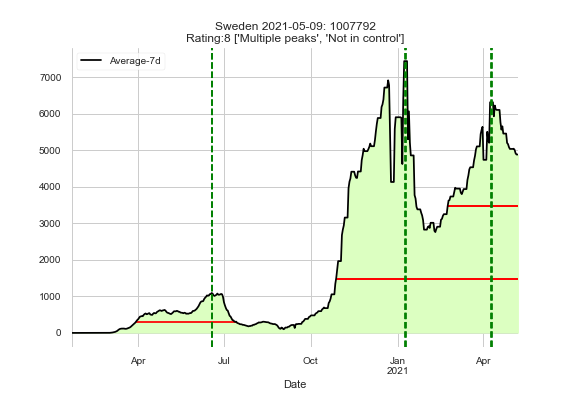 Sweden 2021-05-09: 1007792
Rating:8 ['Multiple peaks', 'Not in control']
Average-7d
7000
6000
5000
4000
3000
2000
1000
0
Apr Jul Oct Jan Apr
2021
Date